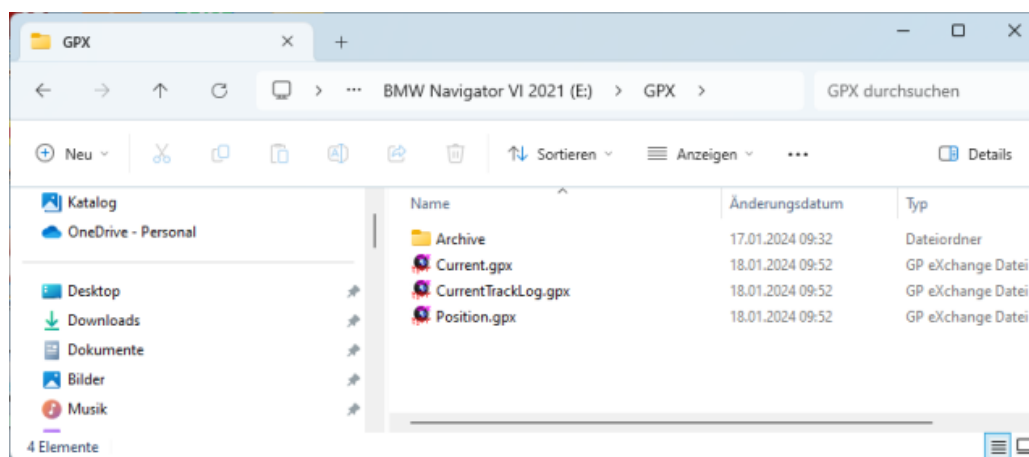 GPX
BMW Navigator VI 2021 (E:) > GPX > GPX durchsuchen
Neu Sortieren Anzeigen ... Details
Katalog
OneDrive - Personal
Desktop
Downloads
Dokumente
Bilder
Musik
Name Änderungsdatum Typ
Archive 17.01.2024 09:32 Dateiordner
Current.gpx 18.01.2024 09:52 GP eXchange Datei
CurrentTrackLog.gpx 18.01.2024 09:52 GP eXchange Datei
Position.gpx 18.01.2024 09:52 GP eXchange Datei
4 Elemente